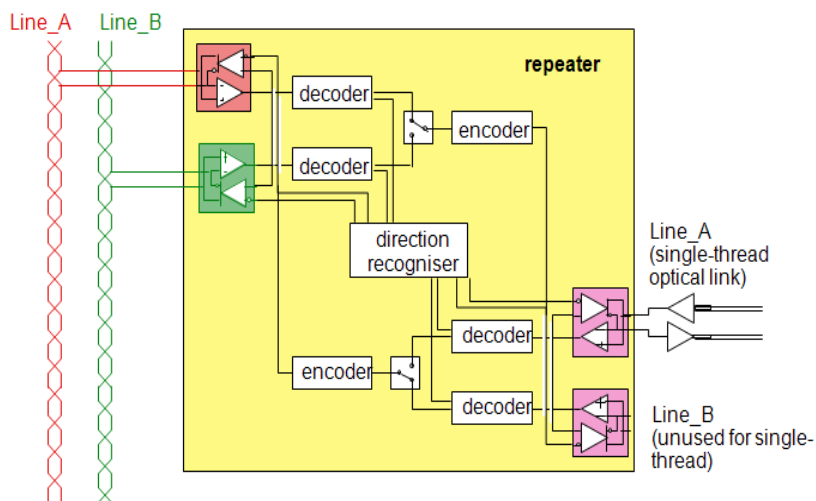 Line_A
Line_B
repeater
decoder
encoder
decoder
direction
recogniser
Line_A
(single-thread
optical link)
decoder
encoder
decoder
Line_B
(unused for single-
thread)